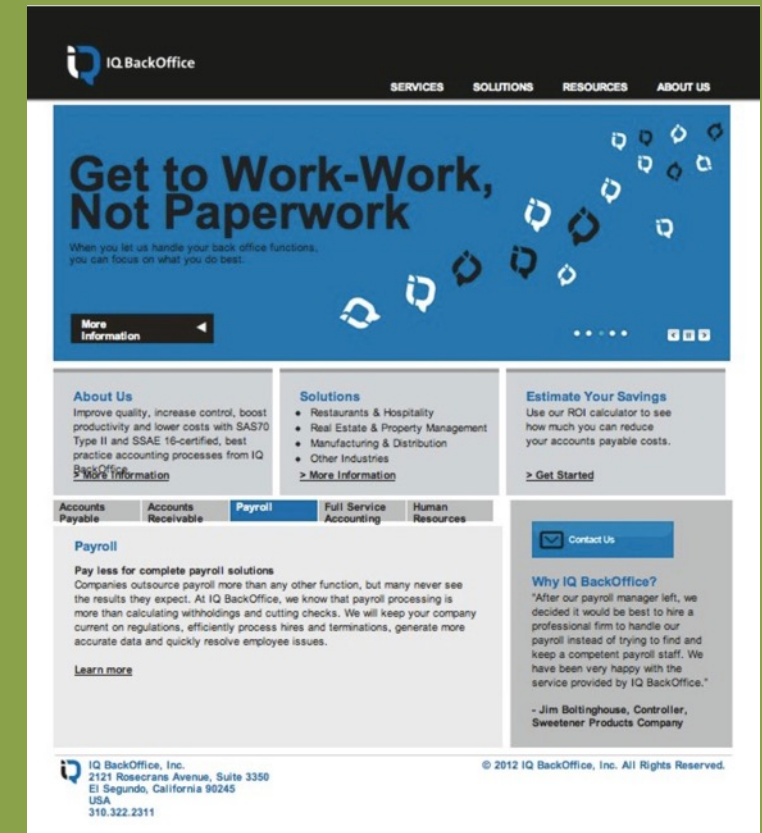 IQ BackOffice
SERVICES SOLUTIONS RESOURCES ABOUT US
Get to Work-Work,
Not Paperwork
When you let us handle your back office functions,
you can focus on what you do best.
More
Information
About Us
Improve quality, increase control, boost
productivity and lower costs with SAS70
Type II and SSAE 16-certified, best
practice accounting processes from IQ
BackOffice.
> More Information
Solutions
• Restaurants & Hospitality
• Real Estate & Property Management
• Manufacturing & Distribution
• Other Industries
> More Information
Estimate Your Savings
Use our ROI calculator to see
how much you can reduce
your accounts payable costs.
> Get Started
Accounts
Payable
Accounts
Receivable
Payroll
Full Service
Accounting
Human
Resources
Payroll
Pay less for complete payroll solutions
Companies outsource payroll more than any other function, but many never see
the results they expect. At IQ BackOffice, we know that payroll processing is
more than calculating withholdings and cutting checks. We will keep your company
current on regulations, efficiently process hires and terminations, generate more
accurate data and quickly resolve employee issues.
Learn more
Contact Us
Why IQ BackOffice?
"After our payroll manager left, we
decided it would be best to hire a
professional firm to handle our
payroll instead of trying to find and
keep a competent payroll staff. We
have been very happy with the
service provided by IQ BackOffice."
- Jim Boltinghouse, Controller,
Sweetener Products
Company
IQ BackOffice, Inc.
2121 Rosecrans Avenue, Suite 3350
El Segundo, California 90245
USA
310.322.2311
© 2012 IQ BackOffice, Inc. All Rights Reserved.